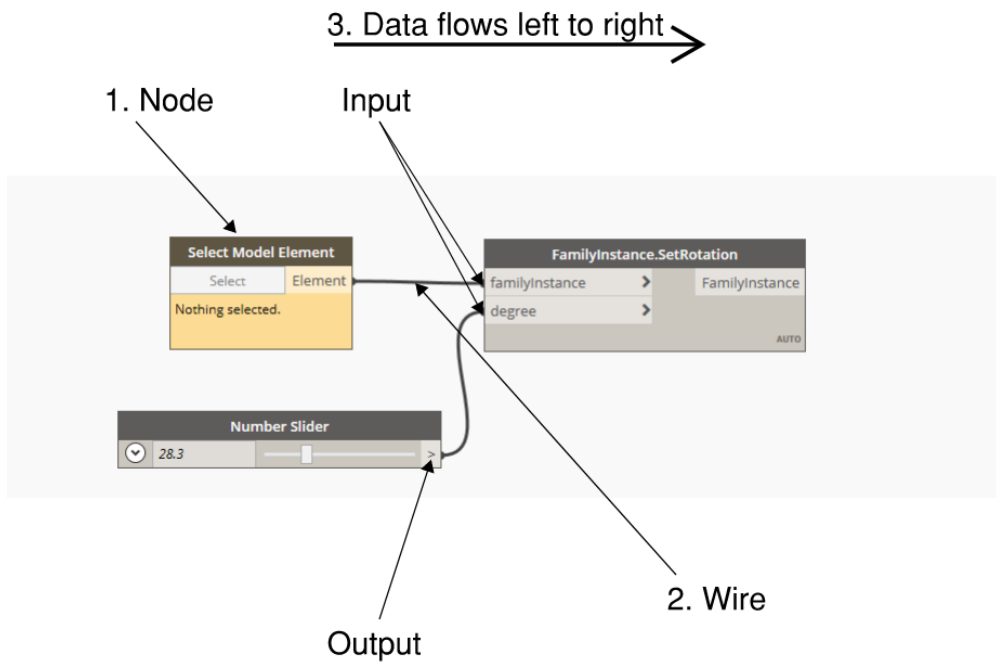 3. Data flows left to right
1. Node
Input
Select Model Element
Select
Element
Nothing selected.
FamilyInstance.SetRotation
familyInstance >
FamilyInstance
degree >
AUTO
Number Slider
28.3
>
2. Wire
Output